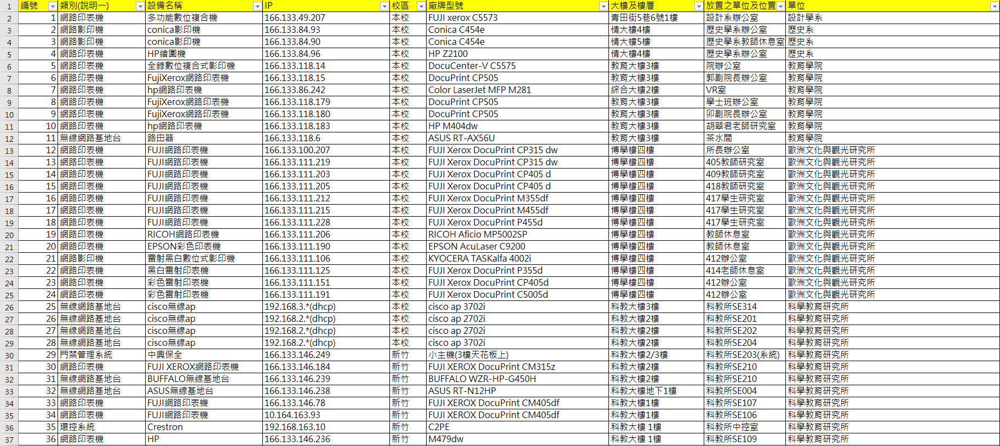 1 編號 類別(說明一) 設備名稱 IP 校區 廠牌型號 大樓及樓層 放置之單位及位置 單位
2 1 網路印表機 多功能數位複合機 166.133.49.207 本校 FUJI xerox C5573 青田街5巷6號1樓 設計系辦公室 設計學系
3 2 網路影印機 conica影印機 166.133.84.93 本校 Conica C454e 情大樓4樓 歷史學系辦公室 歷史系
4 3 網路影印機 conica影印機 166.133.84.90 本校 Conica C454e 情大樓5樓 歷史學系教師休息室 歷史系
5 4 網路印表機 HP繪圖機 166.133.84.96 本校 HP Z2100 情大樓4樓 歷史學系辦公室 歷史系
6 5 網路印表機 全錄數位複合式影印機 166.133.118.14 本校 DocuCenter-V C5575 教育大樓3樓 院辦公室 教育學院
7 6 網路印表機 FujiXerox網路印表機 166.133.118.15 本校 DocuPrint CP505 教育大樓3樓 郭副院長辦公室 教育學院
8 7 網路印表機 hp網路印表機 166.133.86.242 本校 Color LaserJet MFP M281 綜合大樓2樓 VR室 教育學院
9 8 網路印表機 FujiXerox網路印表機 166.133.118.179 本校 DocuPrint CP505 教育大樓3樓 學士班辦公室 教育學院
10 9 網路印表機 FujiXerox網路印表機 166.133.118.180 本校 DocuPrint CP505 教育大樓3樓 卯副院長辦公室 教育學院
11 10 網路印表機 hp網路印表機 166.133.118.183 本校 HP M404dw 教育大樓3樓 胡翠君老師研究室 教育學院
12 11 無線網路基地台 路由器 166.133.118.6 本校 ASUS RT-AX56U 教育大樓3樓 茶水間 教育學院
13 12 網路印表機 FUJI網路印表機 166.133.100.207 本校 FUJI Xerox DocuPrint CP315 dw 博學樓四樓 所長辦公室 歐洲文化與觀光研究所
14 13 網路印表機 FUJI網路印表機 166.133.111.219 本校 FUJI Xerox DocuPrint CP315 dw 博學樓四樓 405教師研究室 歐洲文化與觀光研究所
15 14 網路印表機 FUJI網路印表機 166.133.111.203 本校 FUJI Xerox DocuPrint CP405 d 博學樓四樓 409教師研究室 歐洲文化與觀光研究所
16 15 網路印表機 FUJI網路印表機 166.133.111.205 本校 FUJI Xerox DocuPrint CP405 d 博學樓四樓 418教師研究室 歐洲文化與觀光研究所
17 16 網路印表機 FUJI網路印表機 166.133.111.212 本校 FUJI Xerox DocuPrint M355df 博學樓四樓 417學生研究室 歐洲文化與觀光研究所
18 17 網路印表機 FUJI網路印表機 166.133.111.215 本校 FUJI Xerox DocuPrint M455df 博學樓四樓 417學生研究室 歐洲文化與觀光研究所
19 18 網路印表機 FUJI網路印表機 166.133.111.228 本校 FUJI Xerox DocuPrint P455d 博學樓四樓 417學生研究室 歐洲文化與觀光研究所
20 19 網路印表機 RICOH網路印表機 166.133.111.206 本校 RICOH Aficio MP5002SP 博學樓四樓 教師休息室 歐洲文化與觀光研究所
21 20 網路印表機 EPSON彩色印表機 166.133.111.190 本校 EPSON AcuLaser C9200 博學樓四樓 教師休息室 歐洲文化與觀光研究所
22 21 網路影印機 雷射黑白數位式影印機 166.133.111.106 本校 KYOCERA TASKalfa 4002i 博學樓四樓 412辦公室 歐洲文化與觀光研究所
23 22 網路印表機 黑白雷射印表機 166.133.111.125 本校 FUJI Xerox DocuPrint P355d 博學樓四樓 414老師休息室 歐洲文化與觀光研究所
24 23 網路印表機 彩色雷射印表機 166.133.111.151 本校 FUJI Xerox DocuPrint CP405d 博學樓四樓 412辦公室 歐洲文化與觀光研究所
25 24 網路印表機 彩色雷射印表機 166.133.111.191 本校 FUJI Xerox DocuPrint C5005d 博學樓四樓 412辦公室 歐洲文化與觀光研究所
26 25 無線網路基地台 cisco無線ap 192.168.3.*(dhcp) 本校 cisco ap 3702i 科教大樓3樓 科教所SE314 科學教育研究所
27 26 無線網路基地台 cisco無線ap 192.168.2.*(dhcp) 本校 cisco ap 2702i 科教大樓2樓 科教所SE201 科學教育研究所
28 27 無線網路基地台 cisco無線ap 192.168.2.*(dhcp) 本校 cisco ap 2702i 科教大樓2樓 科教所SE202 科學教育研究所
29 28 無線網路基地台 cisco無線ap 192.168.2.*(dhcp) 本校 cisco ap 3702i 科教大樓2樓 科教所SE204 科學教育研究所
30 29 門禁管理系統 中興保全 166.133.146.249 新竹 小主機(3樓天花板上) 科教大樓2/3樓 科教所SE203(系統) 科學教育研究所
31 30 網路印表機 FUJI XEROX網路印表機 166.133.146.184 新竹 FUJI XEROX DocuPrint CM315z 科教大樓2樓 科教所SE210 科學教育研究所
32 31 無線網路基地台 BUFFALO無線基地台 166.133.146.239 新竹 BUFFALO WZR-HP-G450H 科教大樓2樓 科教所SE210 科學教育研究所
33 32 無線網路基地台 ASUS無線基地台 166.133.146.238 新竹 ASUS RT-N12HP 科教大樓地下1樓 科教所SE004 科學教育研究所
34 33 網路印表機 FUJI網路印表機 166.133.146.78 新竹 FUJI XEROX DocuPrint CM405df 科教大樓1樓 科教所SE107 科學教育研究所
35 34 網路印表機 FUJI網路印表機 10.164.163.93 新竹 FUJI XEROX DocuPrint CM405df 科教大樓1樓 科教所SE106 科學教育研究所
36 35 環控系統 Crestron 192.168.163.10 新竹 C2PE 科教大樓 1樓 科教所中控室 科學教育研究所
37 36 網路印表機 HP 166.133.146.236 新竹 M479dw 科教大樓 1樓 科教所SE109 科學教育研究所